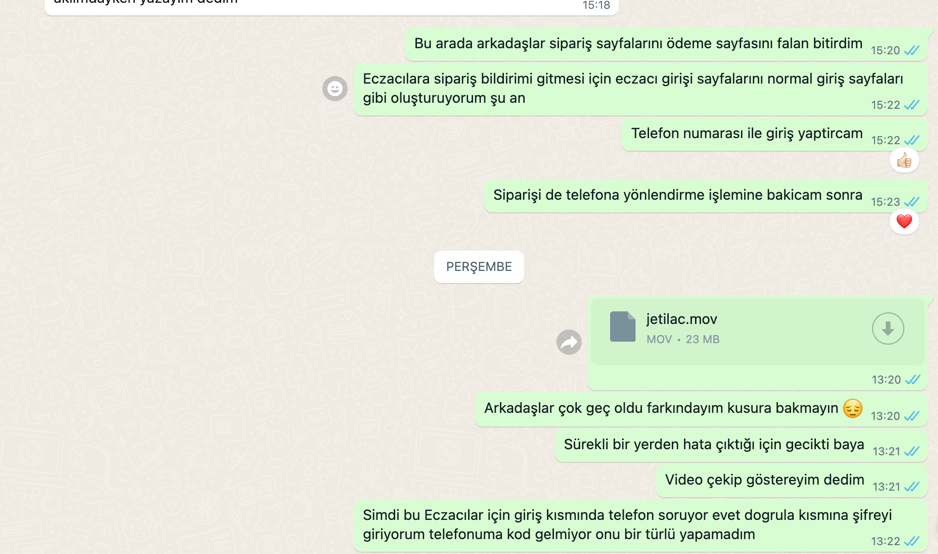 aklımdayken yazayım dedim
15:18
Bu arada arkadaşlar sipariş sayfalarını ödeme sayfasını falan bitirdim
15:20
Eczacılara sipariş bildirimi gitmesi için eczacı girişi sayfalarını normal giriş sayfaları
gibi oluşturuyorum şu an
15:22
Telefon numarası ile giriş yaptircam
15:22
Siparişi de telefona yönlendirme işlemine bakicam sonra
15:23
PERŞEMBE
jetilac.mov
MOV • 23 MB
13:20
Arkadaşlar çok geç oldu farkındayım kusura bakmayın 😔
13:20
Sürekli bir yerden hata çıktığı için gecikti baya
13:21
Video çekip göstereyim dedim
13:21
Simdi bu Eczacılar için giriş kısmında telefon soruyor evet dogrula kısmına şifreyi
giriyorum telefonuma kod gelmiyor onu bir türlü yapamadım
13:22